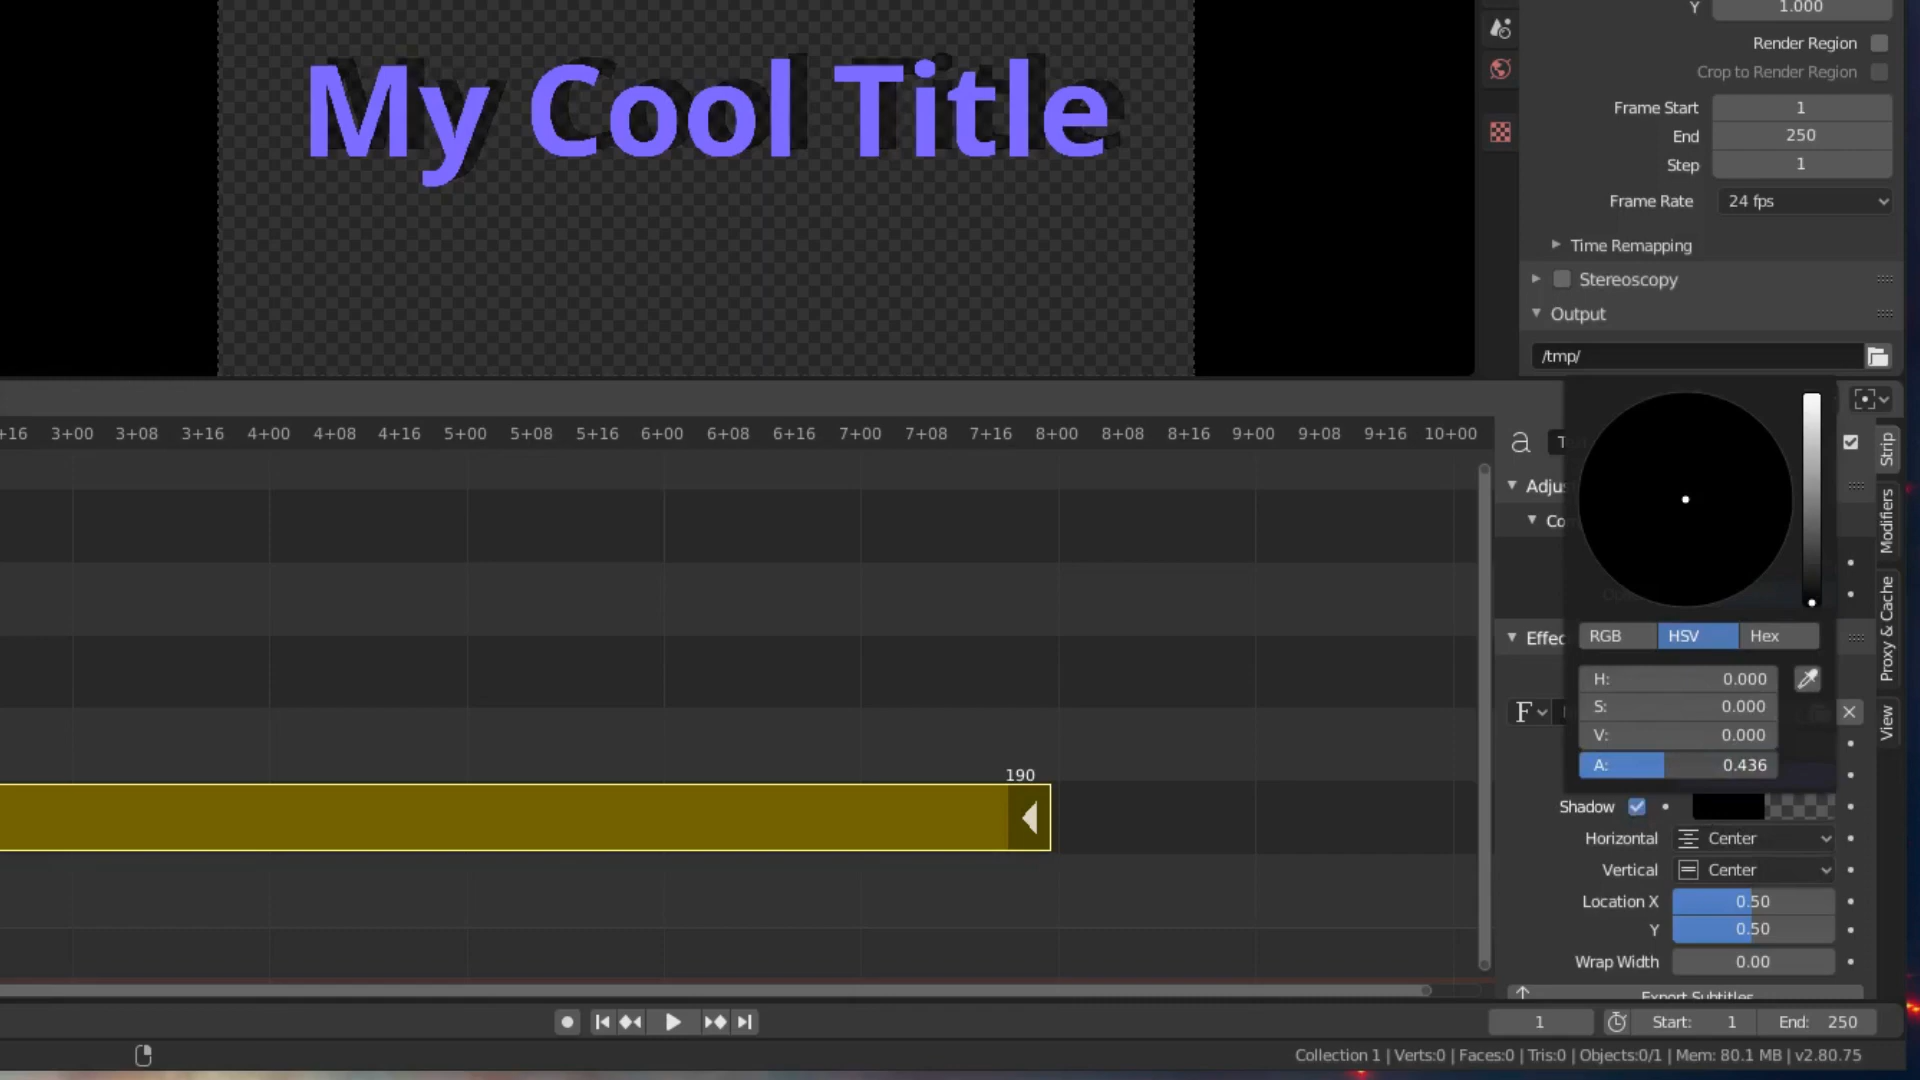 My Cool Title
Y 1.000
Render Region
Crop to Render Region
Frame Start 1
End 250
Step 1
Frame Rate 24 fps
Time Remapping
Stereoscopy
Output
/tmp/
+16 3+00 3+08 3+16 4+00 4+08 4+16 5+00 5+08 5+16 6+00 6+08 6+16 7+00 7+08 7+16 8+00 8+08 8+16 9+00 9+08 9+16 10+00
a T
Strip
Adjus
Co
Modifiers
RGB HSV Hex
Effec
Proxy & Cache
H: 0.000
S: 0.000
F
View
V: 0.000
A: 0.436
190
Shadow
Horizontal Center
Vertical Center
Location X 0.50
Y 0.50
Wrap Width 0.00
Export Subtitles
1 Start: 1 End: 250
Collection 1 | Verts:0 | Faces:0 | Tris:0 | Objects:0/1 | Mem: 80.1 MB | v2.80.75